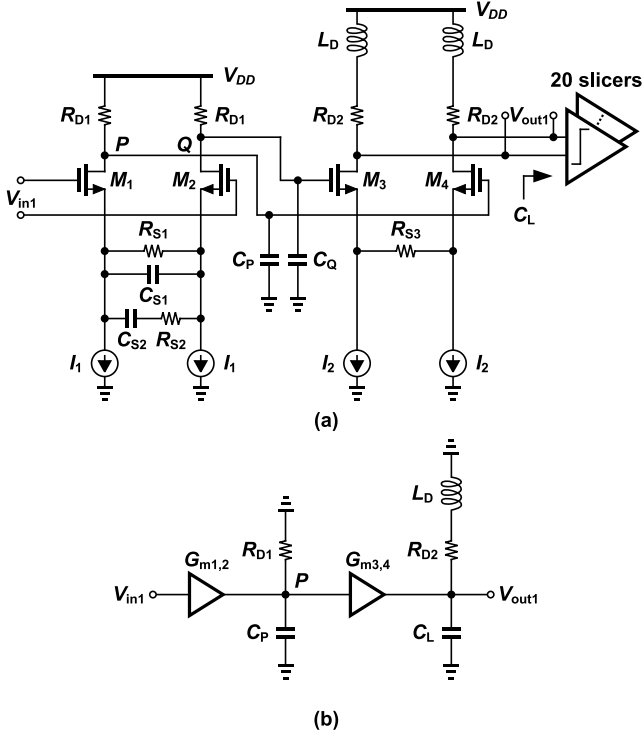 V_DD
L_D L_D
20 slicers
V_DD
R_D1 R_D1
R_D2 R_D2 V_out1
P Q
V_in1
M_1 M_2
M_3 M_4
C_L
R_S1
R_S3
C_P C_Q
C_S1
C_S2 R_S2
I_1 I_1
I_2 I_2
(a)
L_D
R_D1
R_D2
G_m1,2
G_m3,4
P
V_in1
V_out1
C_P
C_L
(b)